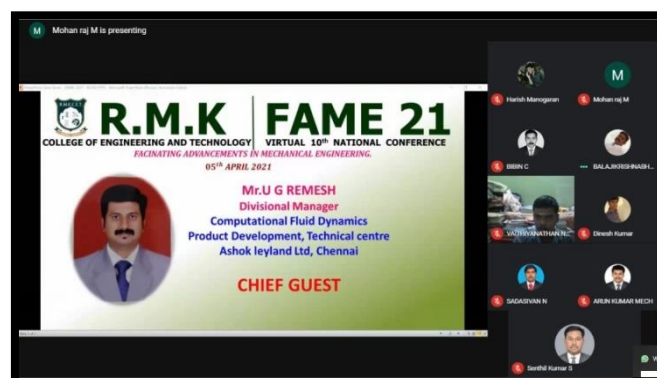 M Mohan raj M is presenting
R.M.K
COLLEGE OF ENGINEERING AND TECHNOLOGY
FAME 21
VIRTUAL 10th NATIONAL CONFERENCE
FACINATING ADVANCEMENTS IN MECHANICAL ENGINEERING.
05th APRIL 2021
Mr.U G REMESH
Divisional Manager
Computational Fluid Dynamics
Product Development, Technical centre
Ashok leyland Ltd, Chennai
CHIEF GUEST
Harish Manogaran
M
Mohan raj M
BIBIN C
BALAJIKRISHNABH...
VAITHIYANATHAN N...
Dinesh Kumar
SADASIVAN N
ARUN KUMAR MECH
Senthil Kumar S